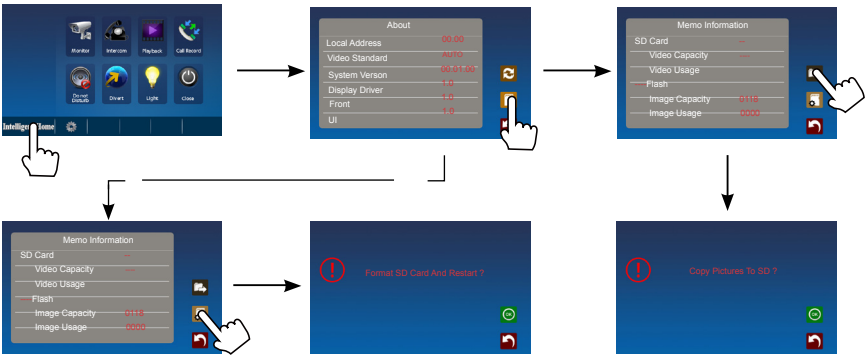 Monitor Intercom Playback Call Record
Do not Disturb Divert Light Close
About
Local Address 00.00
Video Standard AUTO
System Verson 00.01.00
Display Driver 1.0
Front 1.0
UI 1.0
Memo Information
SD Card --
Video Capacity ----
Video Usage
---- Flash
Image Capacity 0118
Image Usage 0000
Memo Information
SD Card --
Video Capacity ----
Video Usage
---- Flash
Image Capacity 0118
Image Usage 0000
Format SD Card And Restart ?
OK
Copy Pictures To SD ?
OK